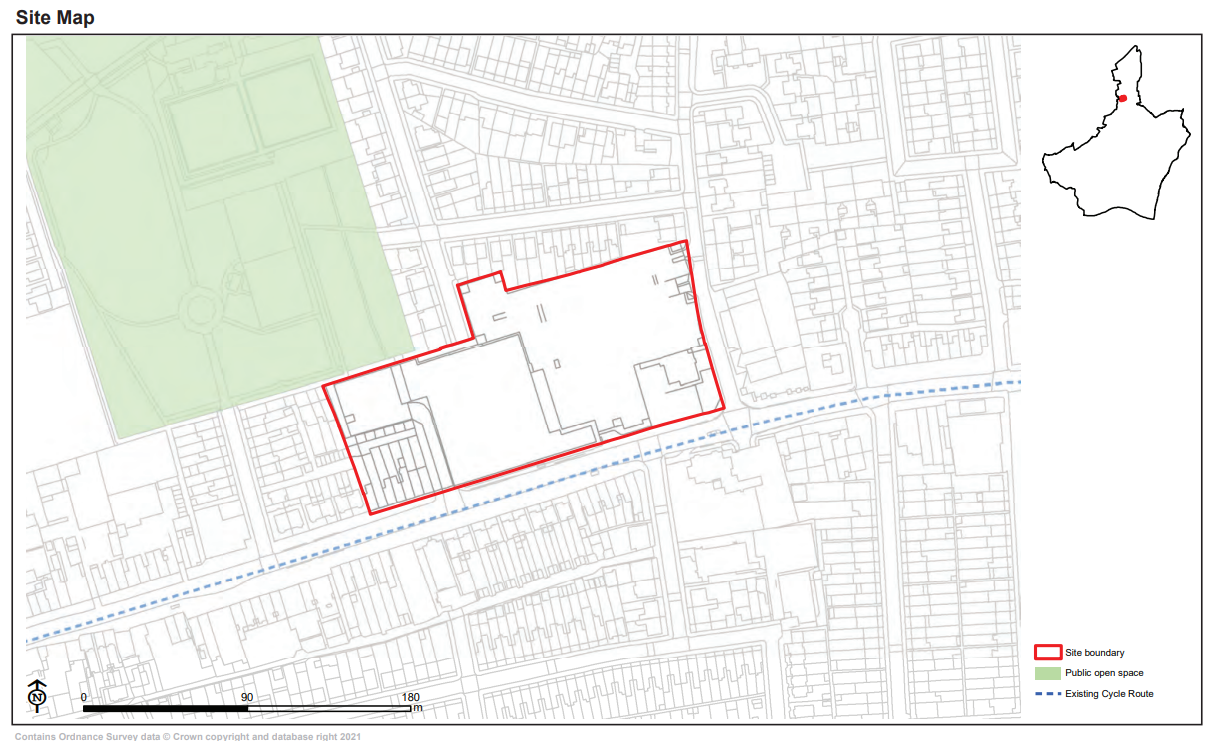 Site Map
Site boundary
Public open space
Existing Cycle Route
N
0 90 180
m
Contains Ordnance Survey data © Crown copyright and database right 2021